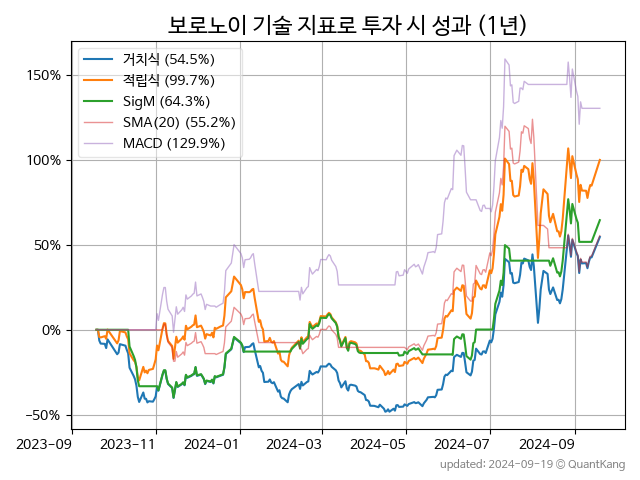 보로노이 기술 지표로 투자 시 성과 (1년)
거치식 (54.5%)
적립식 (99.7%)
SigM (64.3%)
SMA(20) (55.2%)
MACD (129.9%)
150%
100%
50%
0%
−50%
2023-09 2023-11 2024-01 2024-03 2024-05 2024-07 2024-09
updated: 2024-09-19 © QuantKang